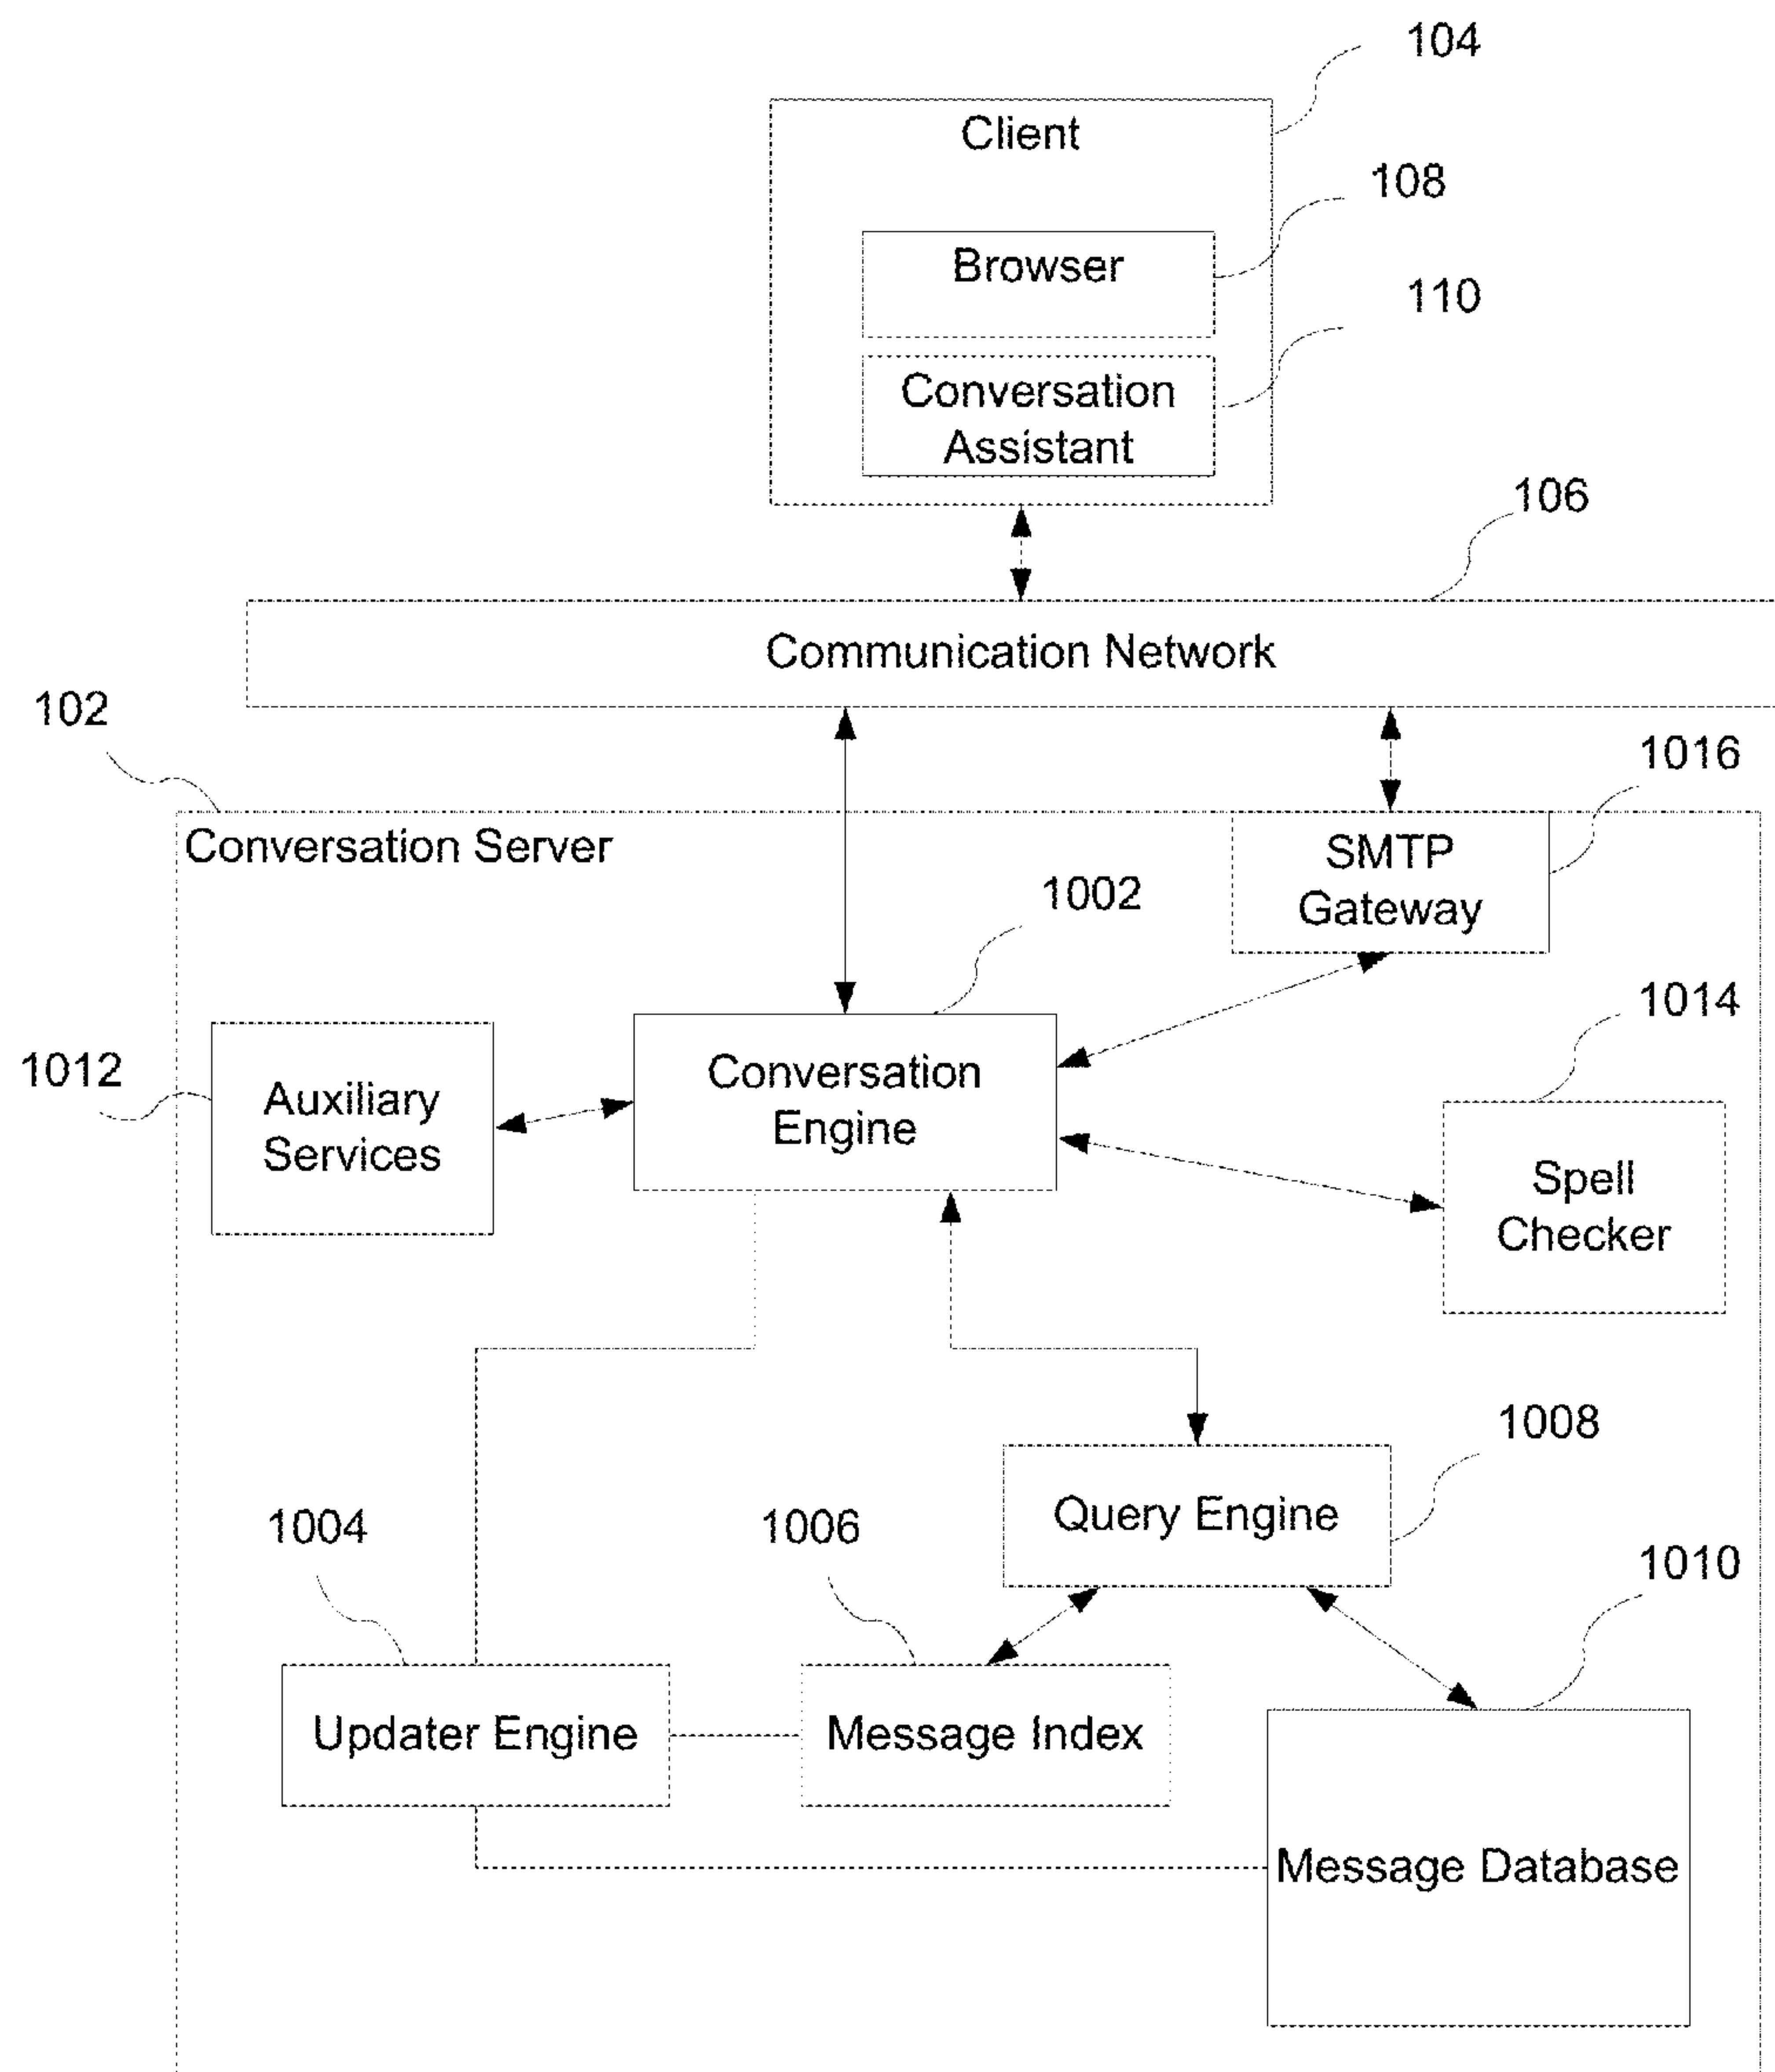 104
Client
108
Browser
110
Conversation
Assistant
106
Communication Network
102
1016
Conversation Server
SMTP
Gateway
1002
1014
1012
Conversation
Engine
Auxiliary
Services
Spell
Checker
1008
Query Engine
1004
1006
1010
Updater Engine
Message Index
Message Database